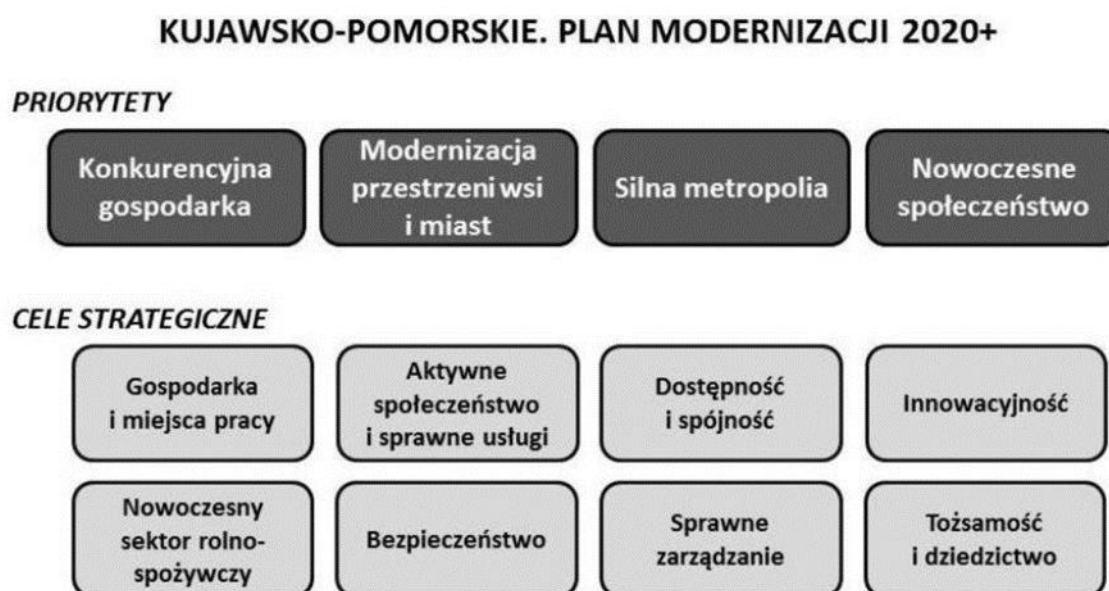 KUJAWSKO-POMORSKIE. PLAN MODERNIZACJI 2020+
PRIORYTETY
Konkurencyjna
gospodarka
Modernizacja
przestrzeni wsi
i miast
Silna metropolia
Nowoczesne
społeczeństwo
CELE STRATEGICZNE
Gospodarka
i miejsca pracy
Aktywne
społeczeństwo
i sprawne usługi
Dostępność
i spójność
Innowacyjność
Nowoczesny
sektor rolno-
spożywczy
Bezpieczeństwo
Sprawne
zarządzanie
Tożsamość
i dziedzictwo